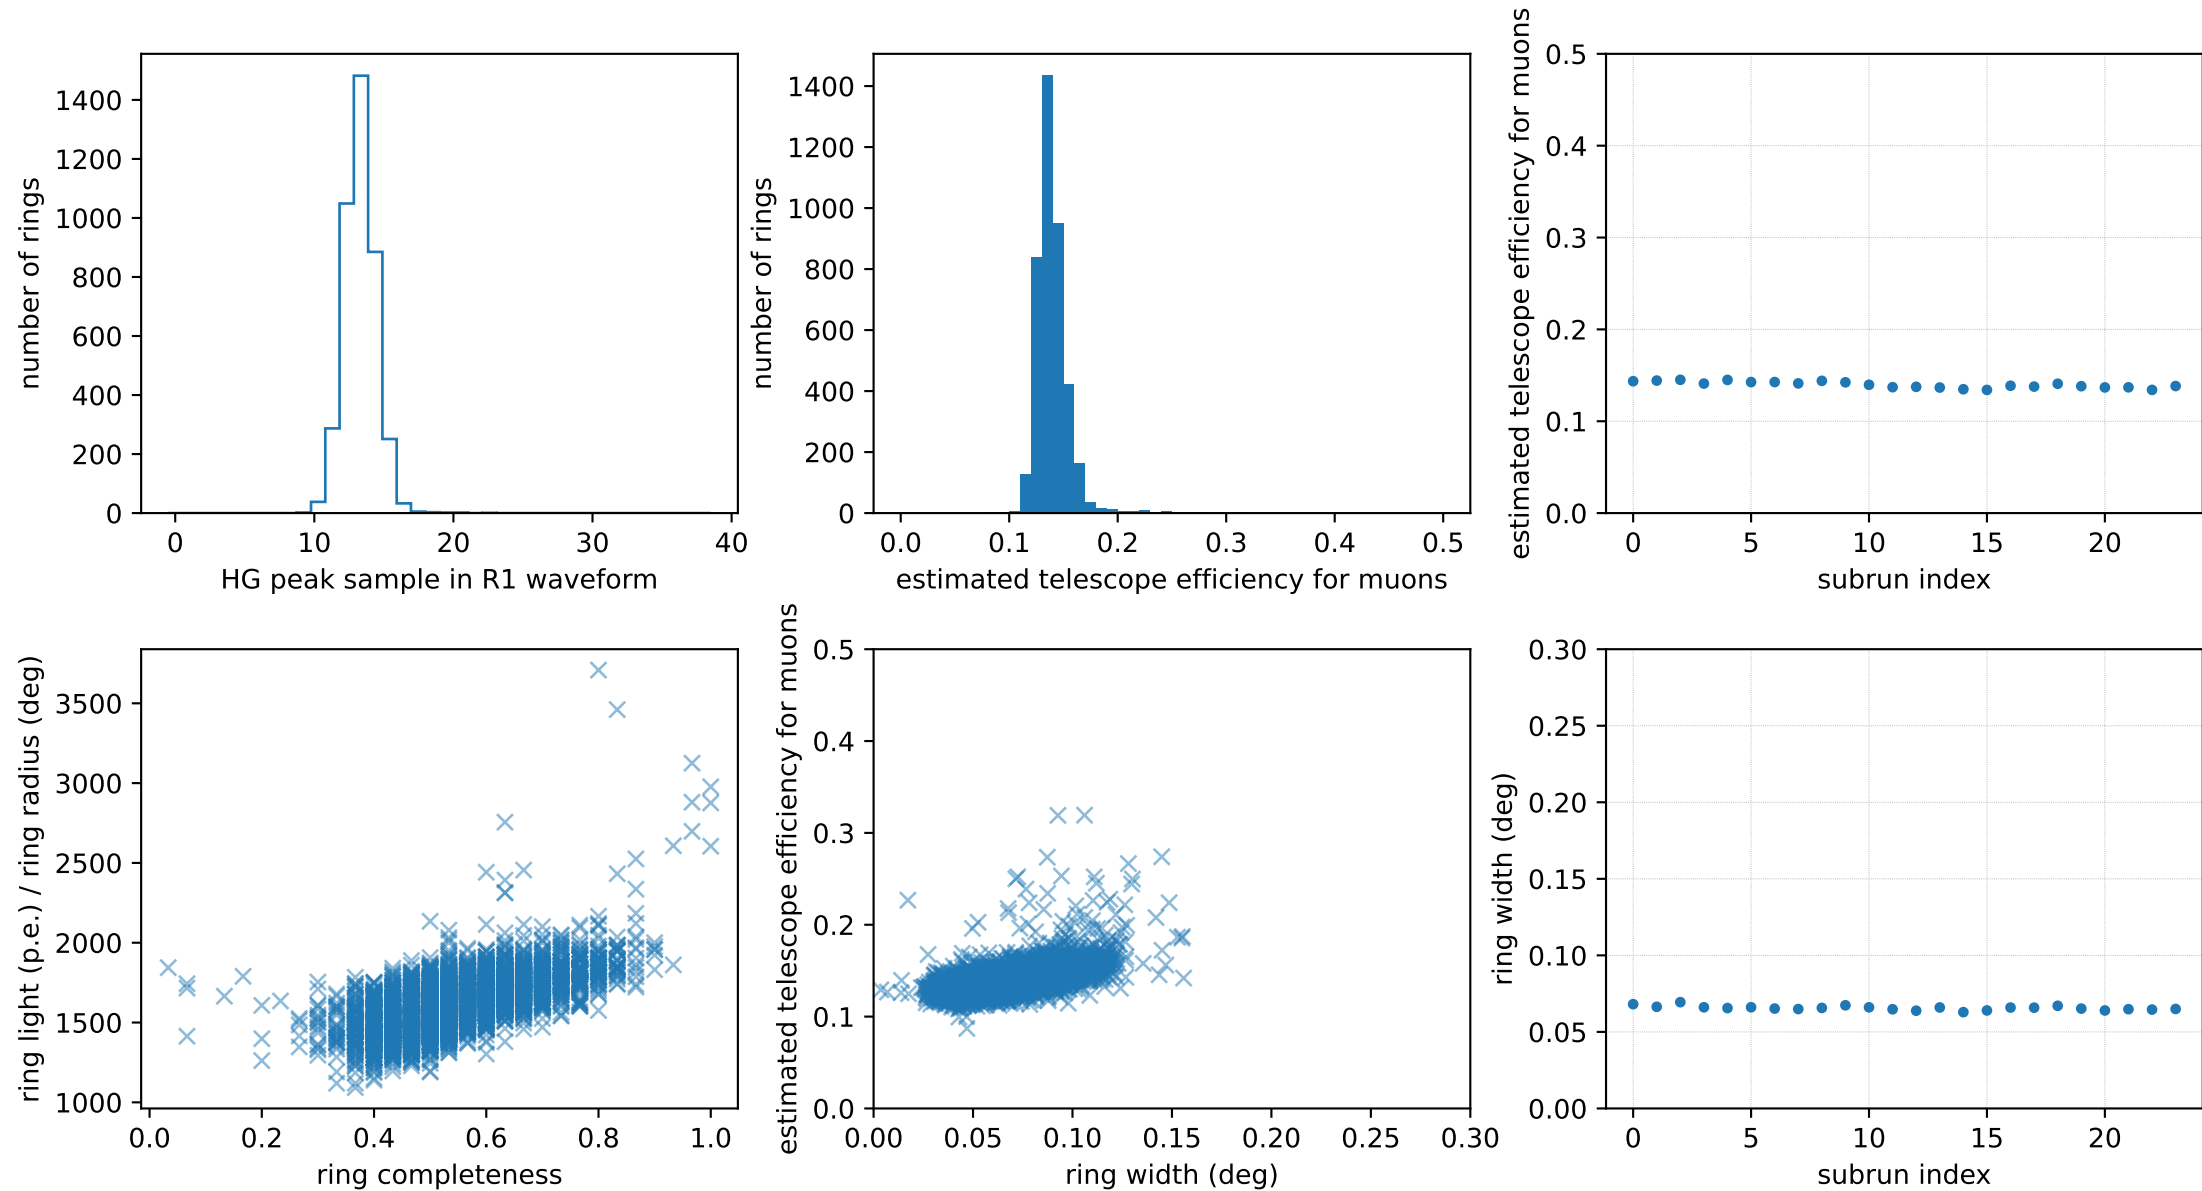 number of rings
1400
1200
1000
800
600
400
200
0
0 10 20 30 40
HG peak sample in R1 waveform
number of rings
1400
1200
1000
800
600
400
200
0
0.0 0.1 0.2 0.3 0.4 0.5
estimated telescope efficiency for muons
estimated telescope efficiency for muons
0.5
0.4
0.3
0.2
0.1
0.0
0 5 10 15 20
subrun index
ring light (p.e.) / ring radius (deg)
3500
3000
2500
2000
1500
1000
0.0 0.2 0.4 0.6 0.8 1.0
ring completeness
estimated telescope efficiency for muons
0.5
0.4
0.3
0.2
0.1
0.0
0.00 0.05 0.10 0.15 0.20 0.25 0.30
ring width (deg)
ring width (deg)
0.30
0.25
0.20
0.15
0.10
0.05
0.00
0 5 10 15 20
subrun index